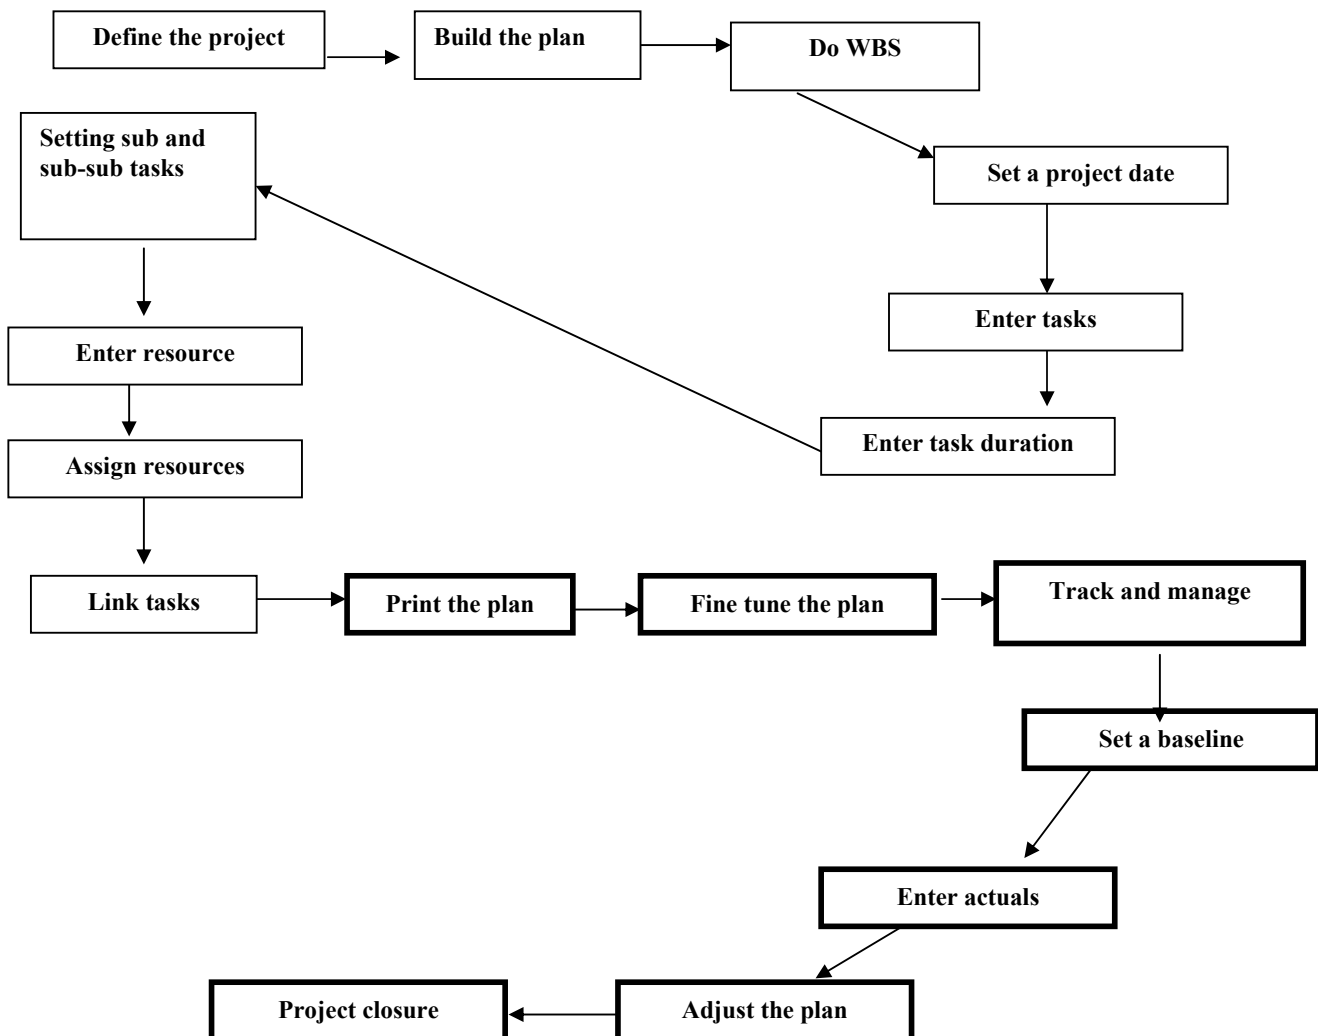 Define the project
Build the plan
Do WBS
Setting sub and
sub-sub tasks
Set a project date
Enter tasks
Enter resource
Enter task duration
Assign resources
Link tasks
Print the plan
Fine tune the plan
Track and manage
Set a baseline
Enter actuals
Project closure
Adjust the plan